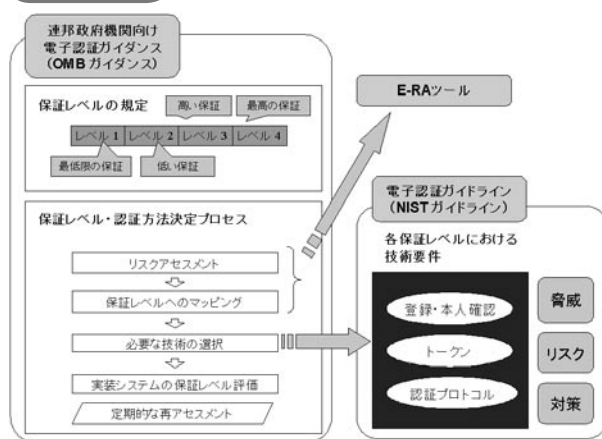 連邦政府機関向け
電子認証ガイダンス
(OMBガイダンス)
保証レベルの規定
高い保証
最高の保証
レベル 1
レベル 2
レベル 3
レベル 4
最低限の保証
低い保証
保証レベル・認証方法決定プロセス
リスクアセスメント
保証レベルへのマッピング
必要な技術の選択
実装システムの保証レベル評価
定期的な再アセスメント
E-RAツール
電子認証ガイドライン
(NISTガイドライン)
各保証レベルにおける
技術要件
登録・本人確認
トークン
認証プロトコル
脅威
リスク
対策